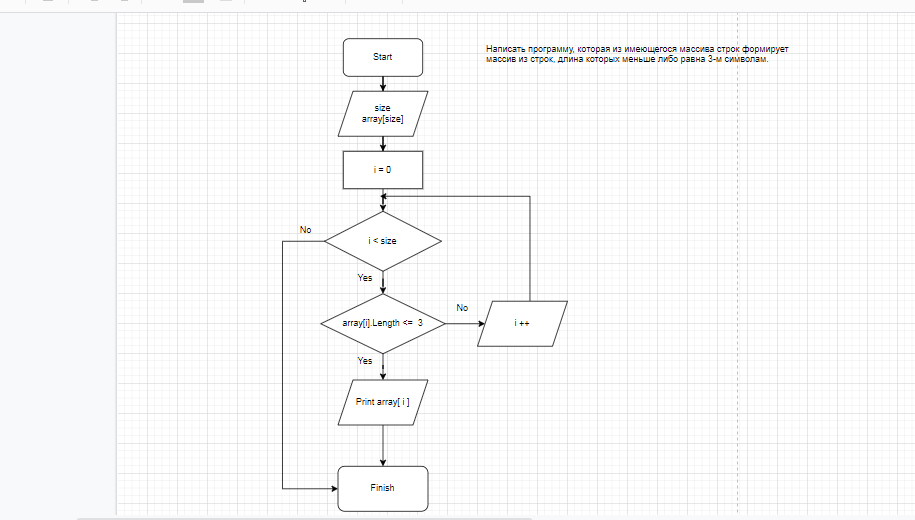 Start
Написать программу, которая из имеющегося массива строк формирует
массив из строк, длина которых меньше либо равна 3-м символам.
size
array[size]
i = 0
No
i < size
Yes
array[i].Length <= 3
No
i ++
Yes
Print array[ i ]
Finish